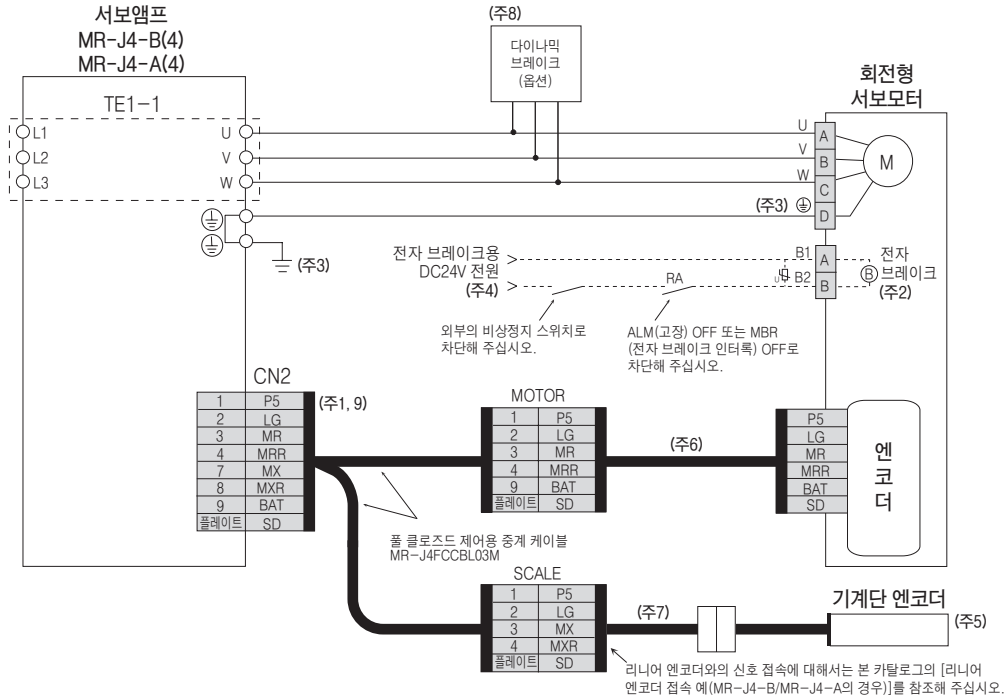 서보앰프
MR-J4-B(4)
MR-J4-A(4)
TE1-1
L1
L2
L3
U
V
W
(주3)
(주8)
다이나믹
브레이크
(옵션)
회전형
서보모터
U
V
W
(주3)
A
B
C
D
M
전자 브레이크용
DC24V 전원
(주4)
외부의 비상정지 스위치로
차단해 주십시오.
RA
ALM(고장) OFF 또는 MBR
(전자 브레이크 인터록) OFF로
차단해 주십시오.
U
B1
B2
A
B
B
전자
브레이크
(주2)
CN2
(주1, 9)
1 P5
2 LG
3 MR
4 MRR
7 MX
8 MXR
9 BAT
플레이트 SD
풀 클로즈드 제어용 중계 케이블
MR-J4FCCBL03M
MOTOR
1 P5
2 LG
3 MR
4 MRR
9 BAT
플레이트 SD
(주6)
P5
LG
MR
MRR
BAT
SD
엔
코
더
SCALE
1 P5
2 LG
3 MX
4 MXR
플레이트 SD
(주7)
기계단 엔코더
(주5)
리니어 엔코더와의 신호 접속에 대해서는 본 카탈로그의 [리니어
엔코더 접속 예(MR-J4-B/MR-J4-A의 경우)]를 참조해 주십시오.